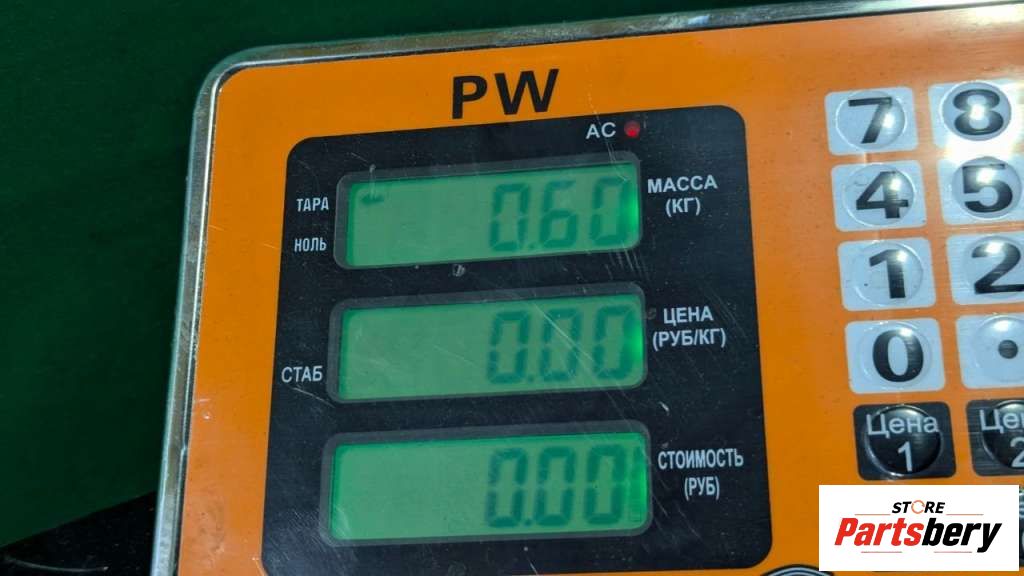 PW
AC
ТАРА
НОЛЬ
0.60
МАССА
(КГ)
СТАБ
0.00
ЦЕНА
(РУБ/КГ)
0.00
СТОИМОСТЬ
(РУБ)
7 8
4 5
1 2
0 .
Цена
1
2
STORE
Partsbery